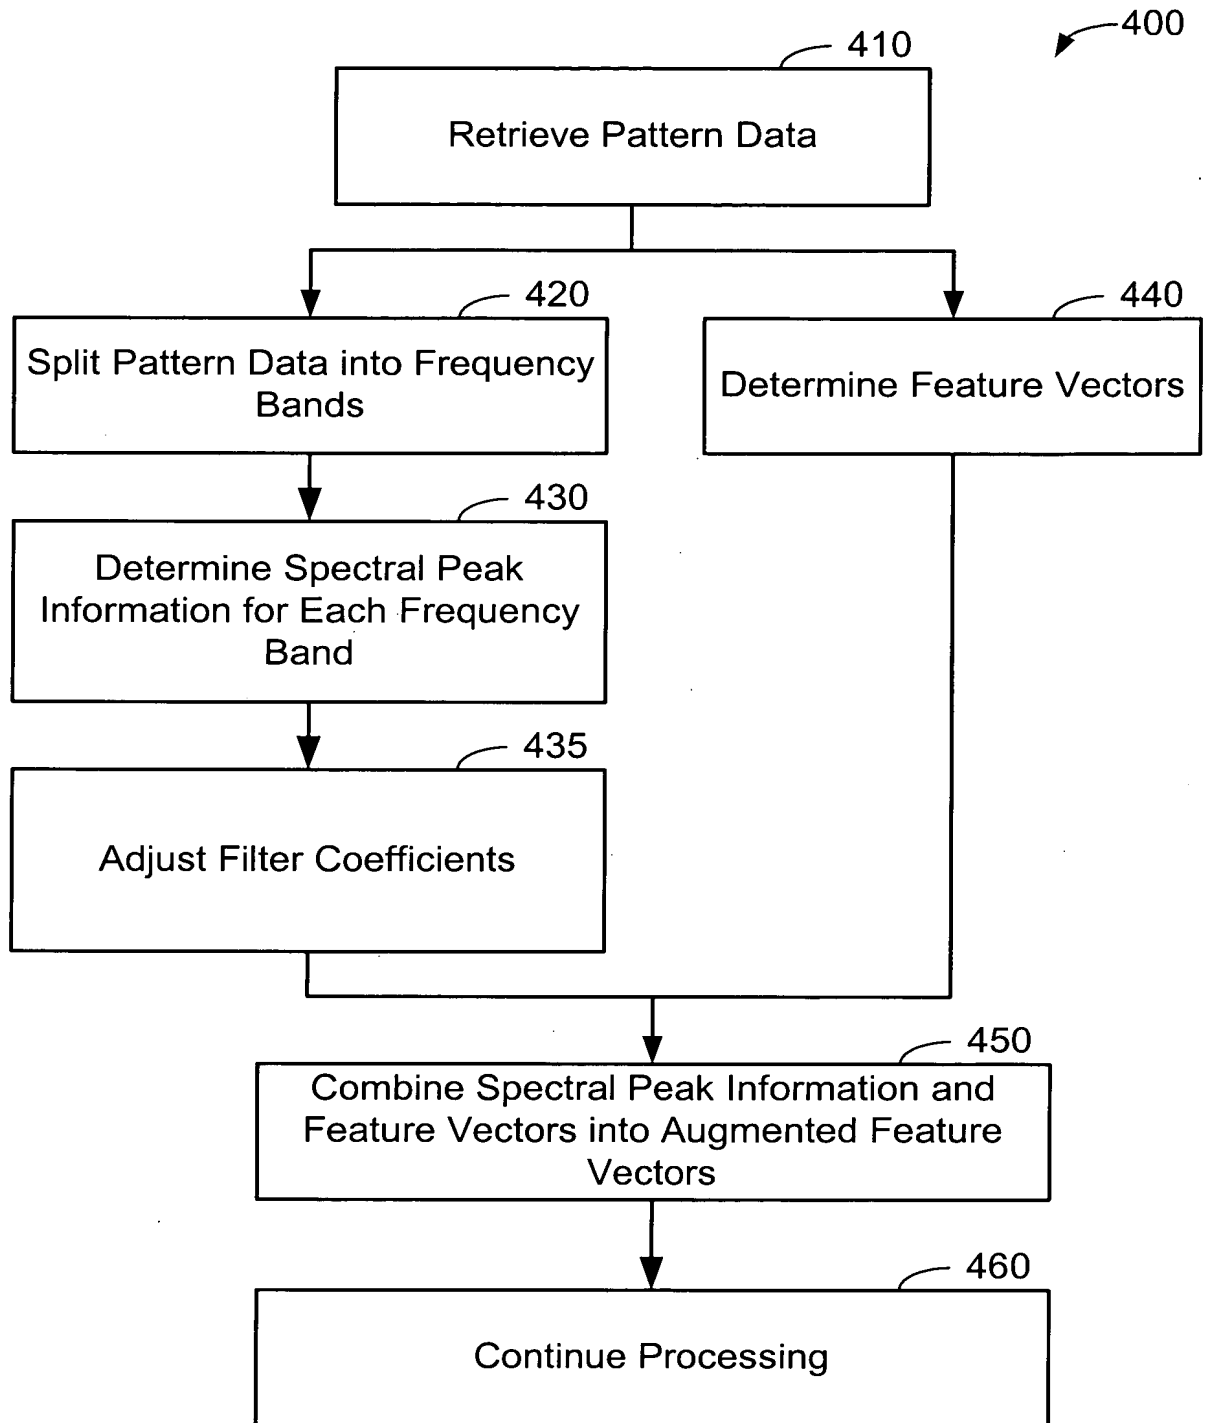 400
410
Retrieve Pattern Data
420
Split Pattern Data into Frequency
Bands
440
Determine Feature Vectors
430
Determine Spectral Peak
Information for Each Frequency
Band
435
Adjust Filter Coefficients
450
Combine Spectral Peak Information and
Feature Vectors into Augmented Feature
Vectors
460
Continue Processing